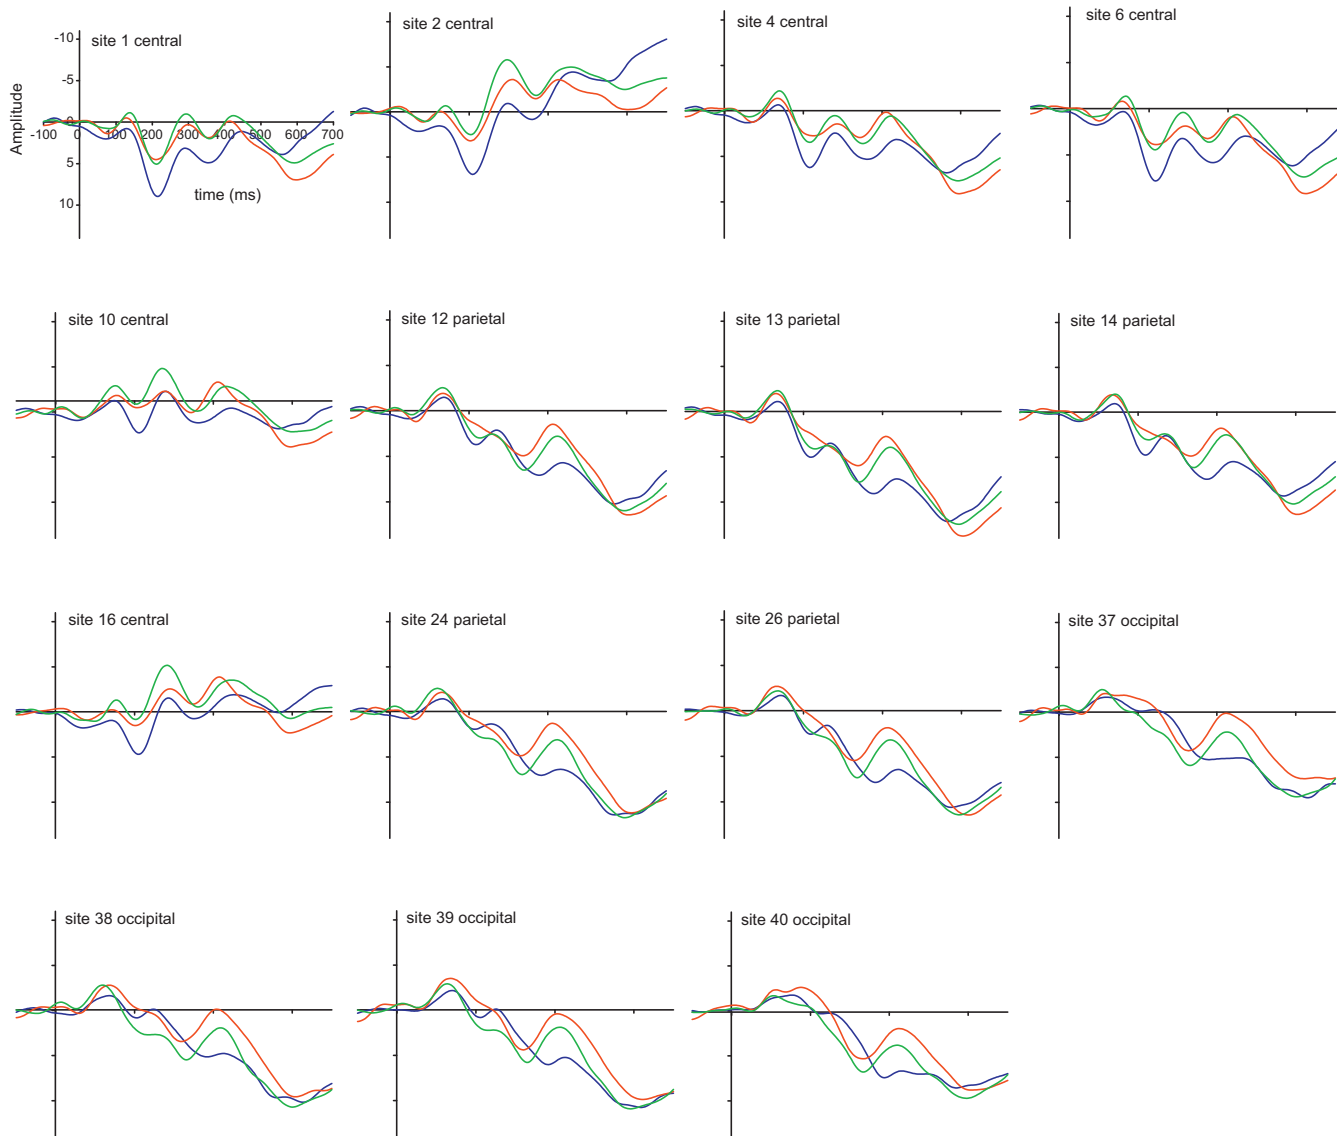 site 1 central
site 2 central
site 4 central
site 6 central
-10
-5
0
5
10
Amplitude
-100 0 100 200 300 400 500 600 700
time (ms)
site 10 central
site 12 parietal
site 13 parietal
site 14 parietal
site 16 central
site 24 parietal
site 26 parietal
site 37 occipital
site 38 occipital
site 39 occipital
site 40 occipital